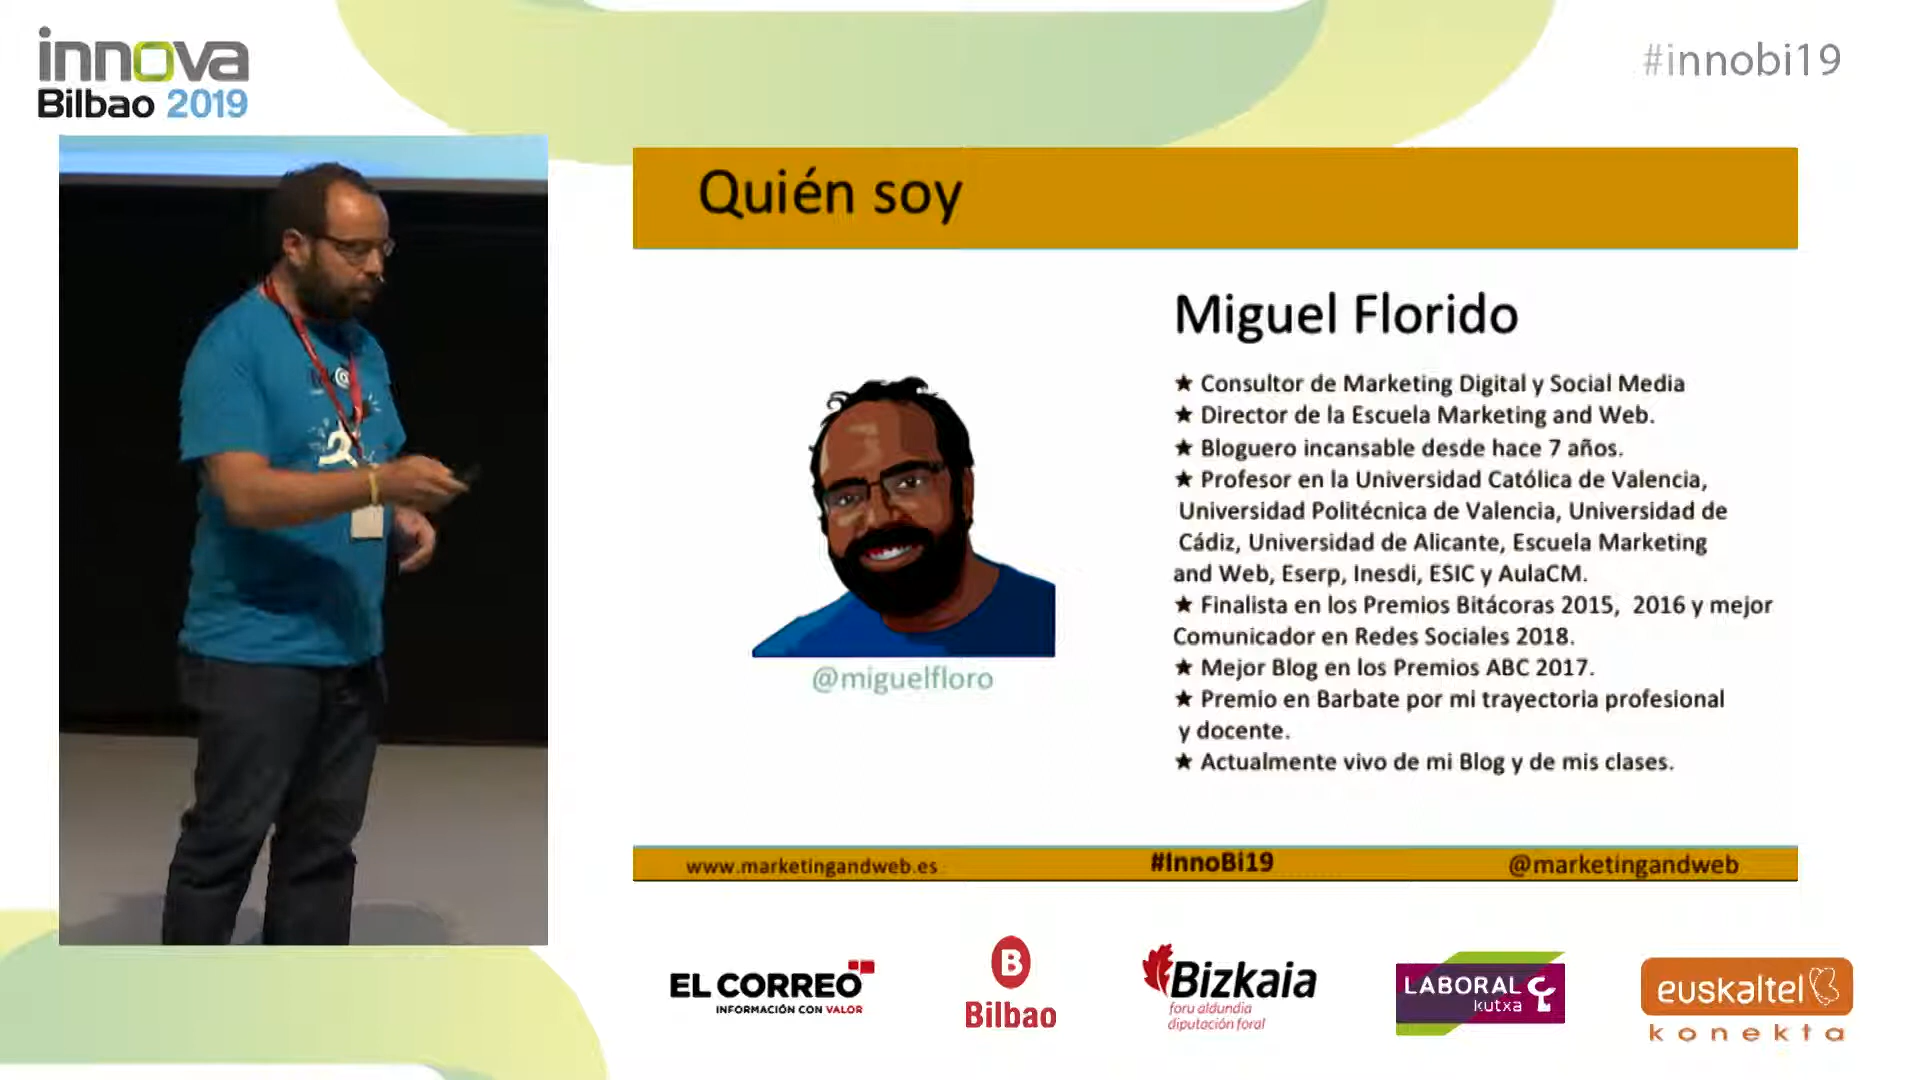 innova
Bilbao 2019
#innobi19
Quién soy
Miguel Florido
★ Consultor de Marketing Digital y Social Media
★ Director de la Escuela Marketing and Web.
★ Bloguero incansable desde hace 7 años.
★ Profesor en la Universidad Católica de Valencia,
Universidad Politécnica de Valencia, Universidad de
Cádiz, Universidad de Alicante, Escuela Marketing
and Web, Eserp, Inesdi, ESIC y AulaCM.
★ Finalista en los Premios Bitácoras 2015, 2016 y mejor
Comunicador en Redes Sociales 2018.
★ Mejor Blog en los Premios ABC 2017.
★ Premio en Barbate por mi trayectoria profesional
y docente.
★ Actualmente vivo de mi Blog y de mis clases.
@miguelfloro
www.marketingandweb.es
#InnoBi19
@marketingandweb
EL CORREO
INFORMACIÓN CON VALOR
B
Bilbao
Bizkaia
foru aldundia
diputación foral
LABORAL
kutxa
euskaltel
konekta